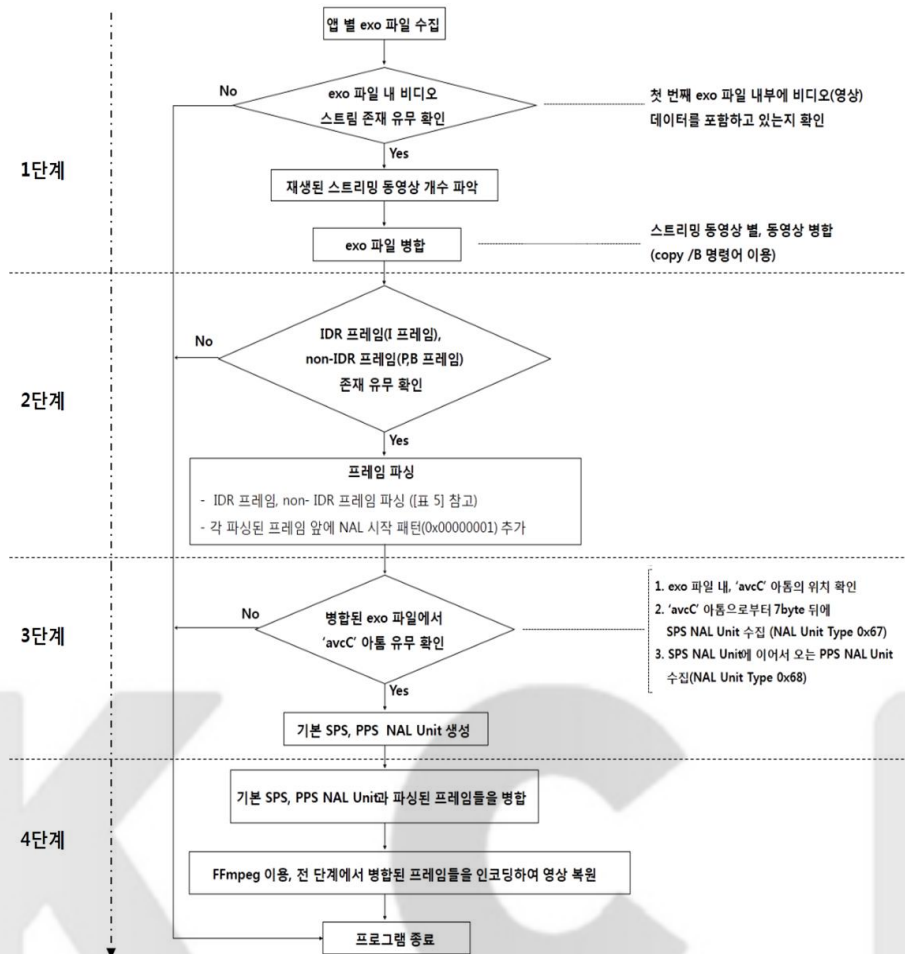 앱 별 exo 파일 수집
No
exo 파일 내 비디오
스트림 존재 유무 확인
첫 번째 exo 파일 내부에 비디오(영상)
데이터를 포함하고 있는지 확인
Yes
1단계
재생된 스트리밍 동영상 개수 파악
exo 파일 병합
스트리밍 동영상 별, 동영상 병합
(copy /B 명령어 이용)
No
IDR 프레임(I 프레임),
non-IDR 프레임(P,B 프레임)
존재 유무 확인
2단계
Yes
프레임 파싱
- IDR 프레임, non- IDR 프레임 파싱 ([표 5] 참고)
- 각 파싱된 프레임 앞에 NAL 시작 패턴(0x00000001) 추가
No
병합된 exo 파일에서
'avcC' 아톰 유무 확인
1. exo 파일 내, 'avcC' 아톰의 위치 확인
2. 'avcC' 아톰으로부터 7byte 뒤에
SPS NAL Unit 수집 (NAL Unit Type 0x67)
3. SPS NAL Unit에 이어서 오는 PPS NAL Unit
수집(NAL Unit Type 0x68)
3단계
Yes
기본 SPS, PPS NAL Unit 생성
기본 SPS, PPS NAL Unit과 파싱된 프레임들을 병합
4단계
FFmpeg 이용, 전 단계에서 병합된 프레임들을 인코딩하여 영상 복원
프로그램 종료
K C I